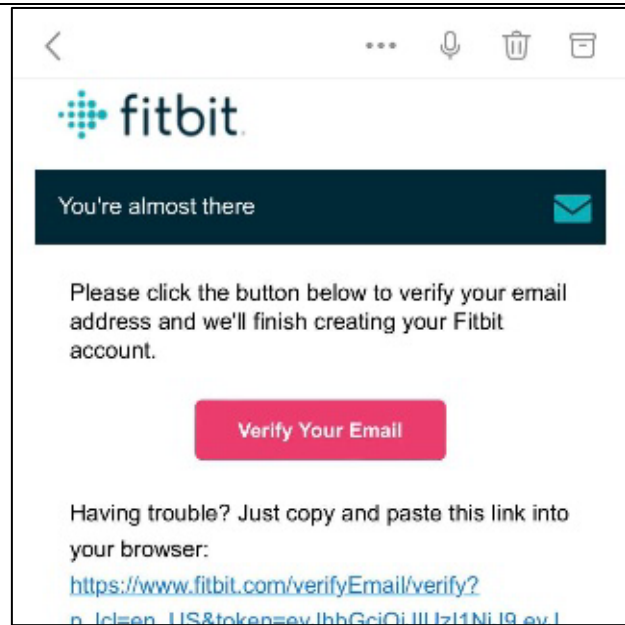 fitbit
You're almost there
Please click the button below to verify your email
address and we'll finish creating your Fitbit
account.
Verify Your Email
Having trouble? Just copy and paste this link into
your browser:
https://www.fitbit.com/verifyEmail/verify?